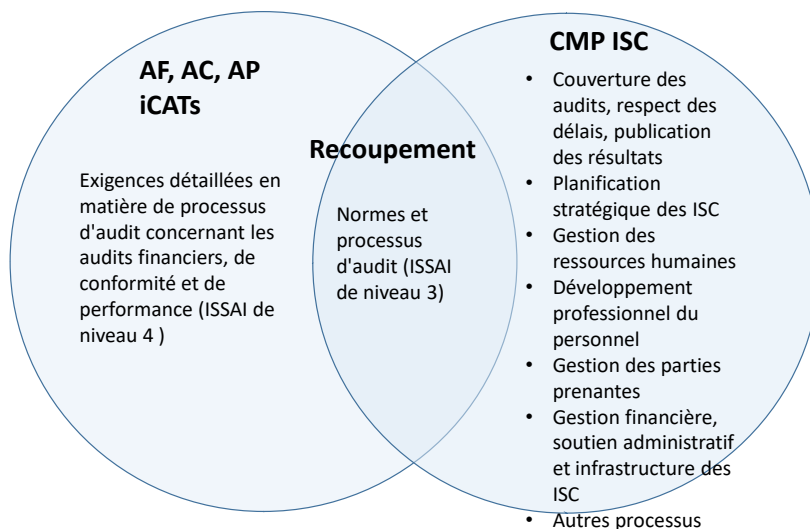 AF, AC, AP
iCATs
Exigences détaillées en
matière de processus
d'audit concernant les
audits financiers, de
conformité et de
performance (ISSAI de
niveau 4 )
Recoupement
Normes et
processus
d'audit (ISSAI
de niveau 3)
CMP ISC
• Couverture des
audits, respect des
délais, publication
des résultats
• Planification
stratégique des ISC
• Gestion des
ressources humaines
• Développement
professionnel du
personnel
• Gestion des parties
prenantes
• Gestion financière,
soutien administratif
et infrastructure des
ISC
• Autres processus